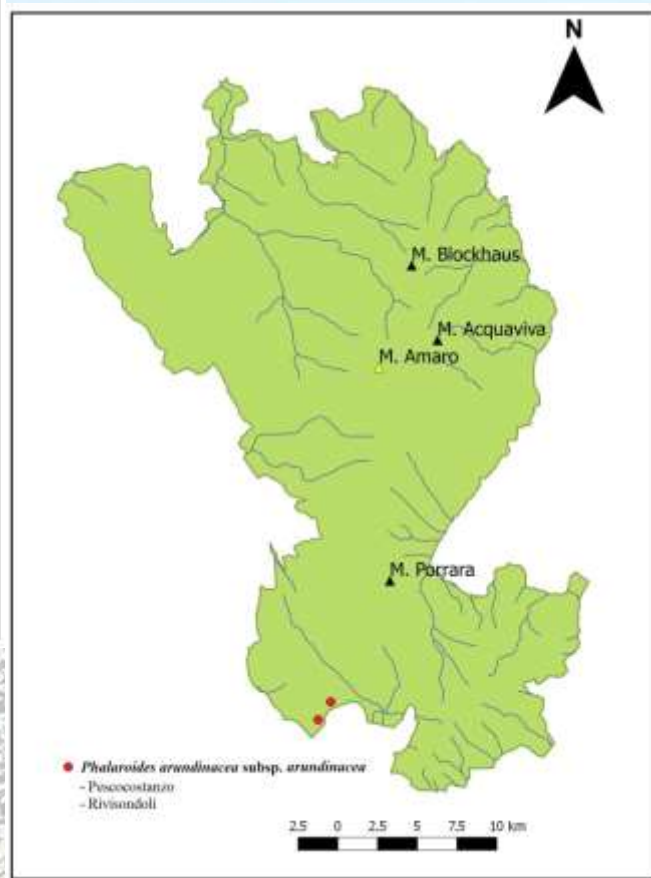 N
M. Blockhaus
M. Acquaviva
M. Amaro
M. Porrara
Phalaroides arundinacea subsp. arundinacea
- Pescocostanzo
- Rivisondoli
2.5 0 2.5 5 7.5 10 km